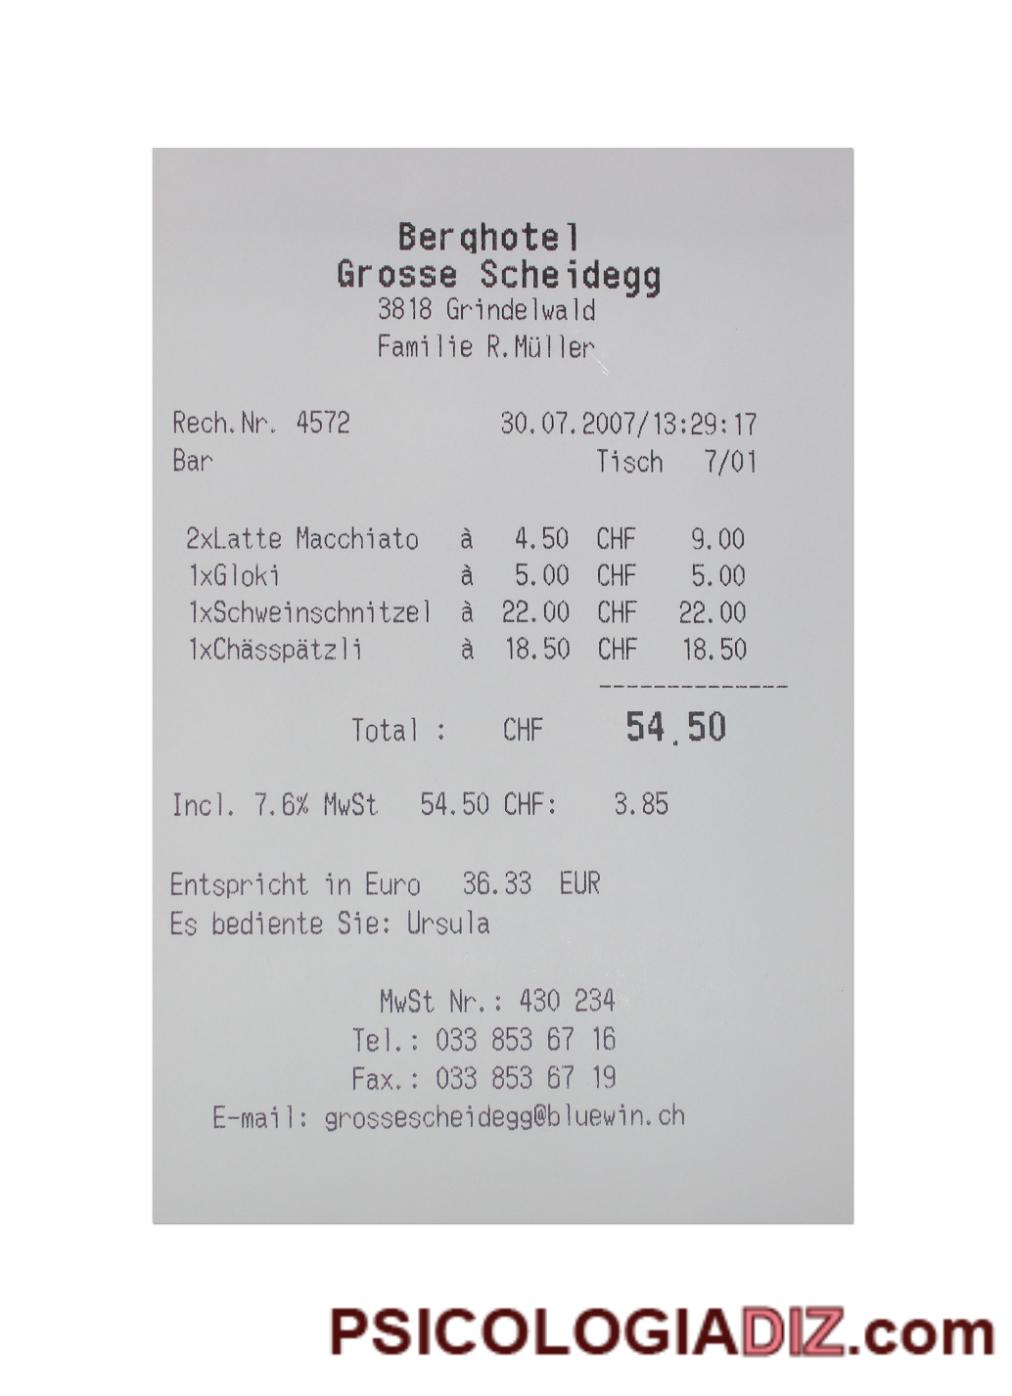 Berghotel
Grosse Scheidegg
3818 Grindelwald
Familie R.Müller
Rech.Nr. 4572 30.07.2007/13:29:17
Bar Tisch 7/01
2xLatte Macchiato à 4.50 CHF 9.00
1xGloki à 5.00 CHF 5.00
1xSchweinschnitzel à 22.00 CHF 22.00
1xChässpätzli à 18.50 CHF 18.50
Total : CHF 54.50
Incl. 7.6% MwSt 54.50 CHF: 3.85
Entspricht in Euro 36.33 EUR
Es bediente Sie: Ursula
MwSt Nr.: 430 234
Tel.: 033 853 67 16
Fax.: 033 853 67 19
E-mail: grossescheidegg@bluewin.ch
PSICOLOGIADIZ.com